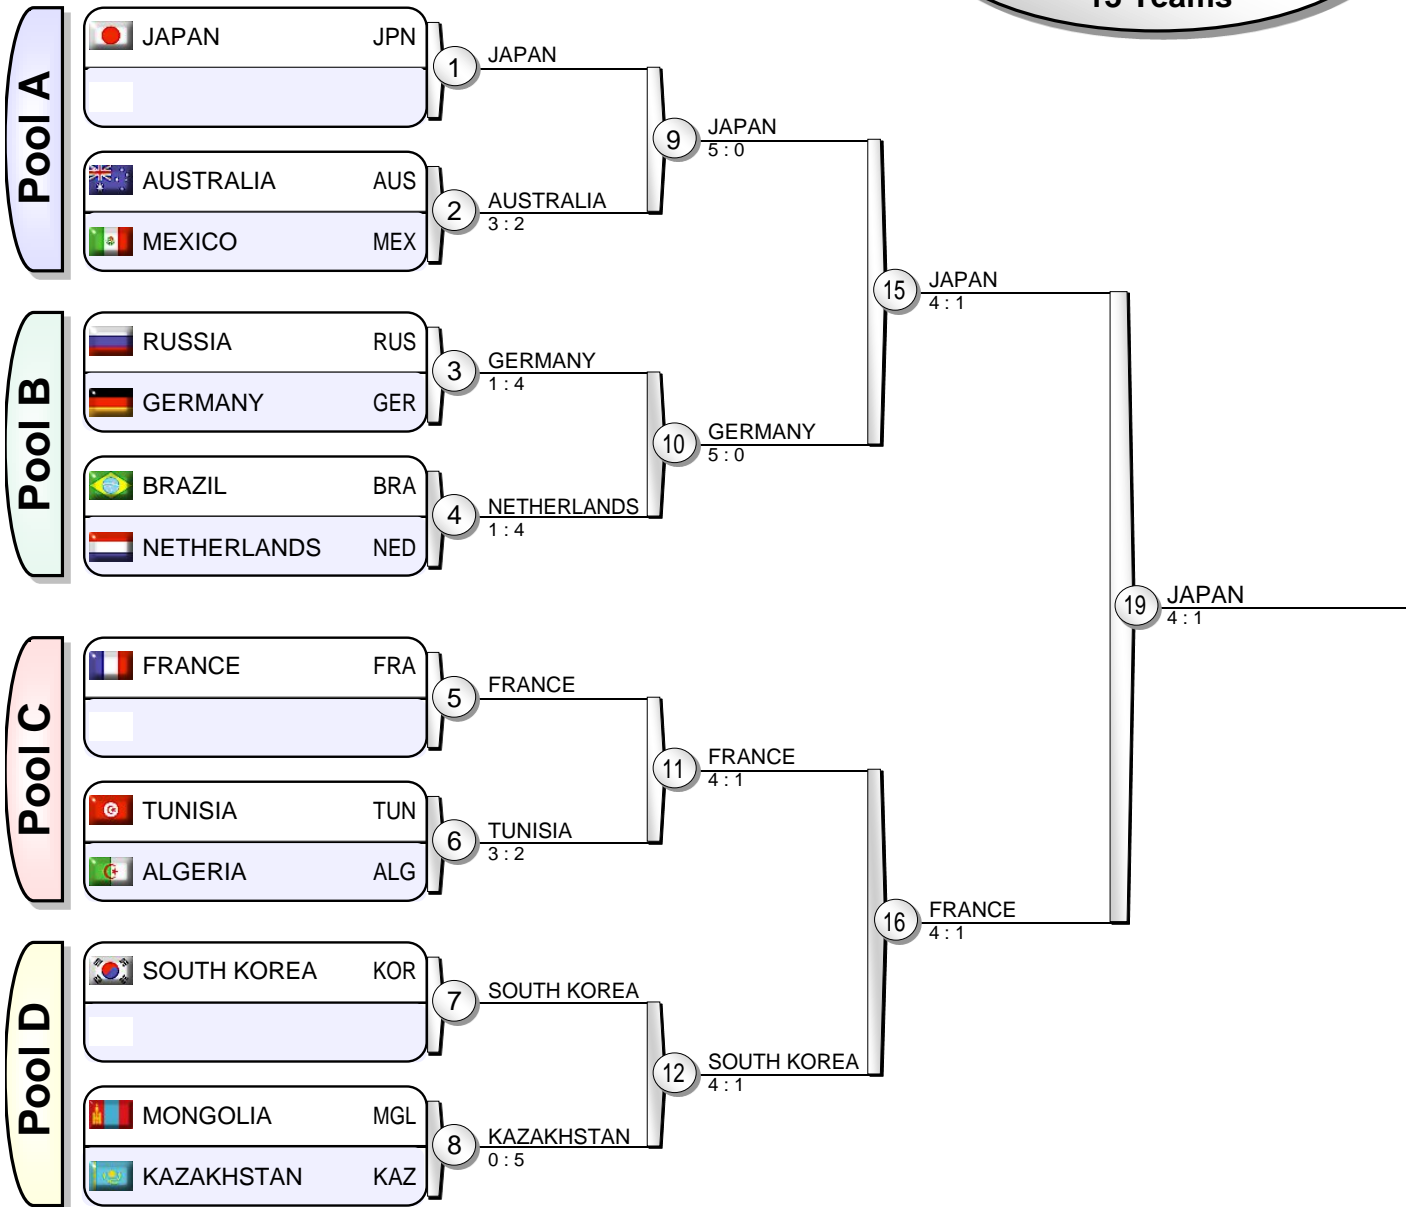 15 Teams
Pool A
JAPAN JPN
1 JAPAN
AUSTRALIA AUS
MEXICO MEX
2 AUSTRALIA
3 : 2
9 JAPAN
5 : 0
Pool B
RUSSIA RUS
GERMANY GER
3 GERMANY
1 : 4
BRAZIL BRA
NETHERLANDS NED
4 NETHERLANDS
1 : 4
10 GERMANY
5 : 0
15 JAPAN
4 : 1
Pool C
FRANCE FRA
5 FRANCE
TUNISIA TUN
ALGERIA ALG
6 TUNISIA
3 : 2
11 FRANCE
4 : 1
Pool D
SOUTH KOREA KOR
7 SOUTH KOREA
MONGOLIA MGL
KAZAKHSTAN KAZ
8 KAZAKHSTAN
0 : 5
12 SOUTH KOREA
4 : 1
16 FRANCE
4 : 1
19 JAPAN
4 : 1